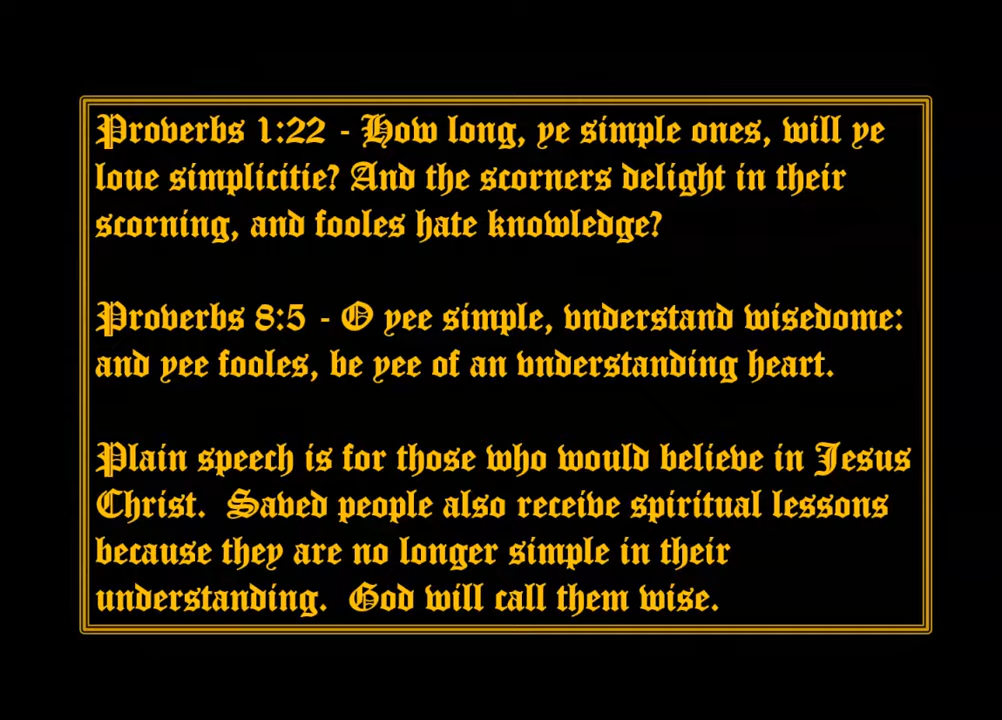 Proverbs 1:22 - How long, ye simple ones, will ye
loue simplicitie? And the scorners delight in their
scorning, and fooles hate knowledge?
Proverbs 8:5 - O yee simple, vnderstand wisedome:
and yee fooles, be yee of an vnderstanding heart.
Plain speech is for those who would believe in Jesus
Christ.  Saved people also receive spiritual lessons
because they are no longer simple in their
understanding.  God will call them wise.